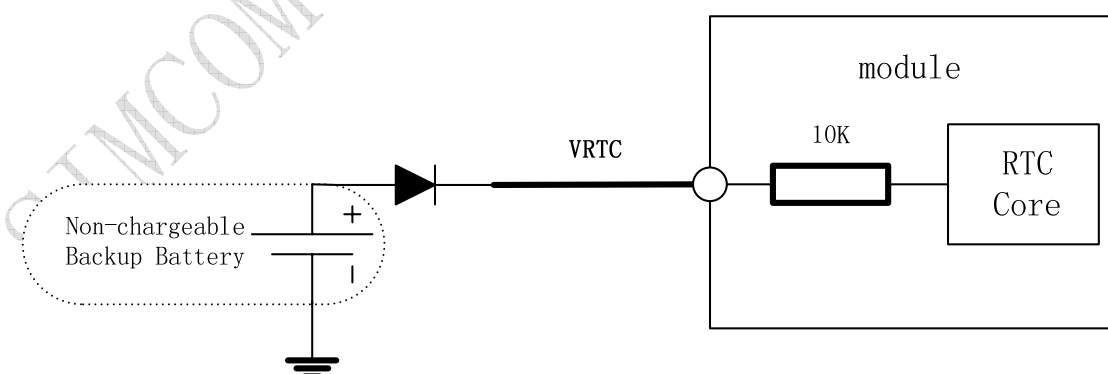 SIMCOM
module
10K
VRTC
RTC
Core
Non-chargeable
Backup Battery
+